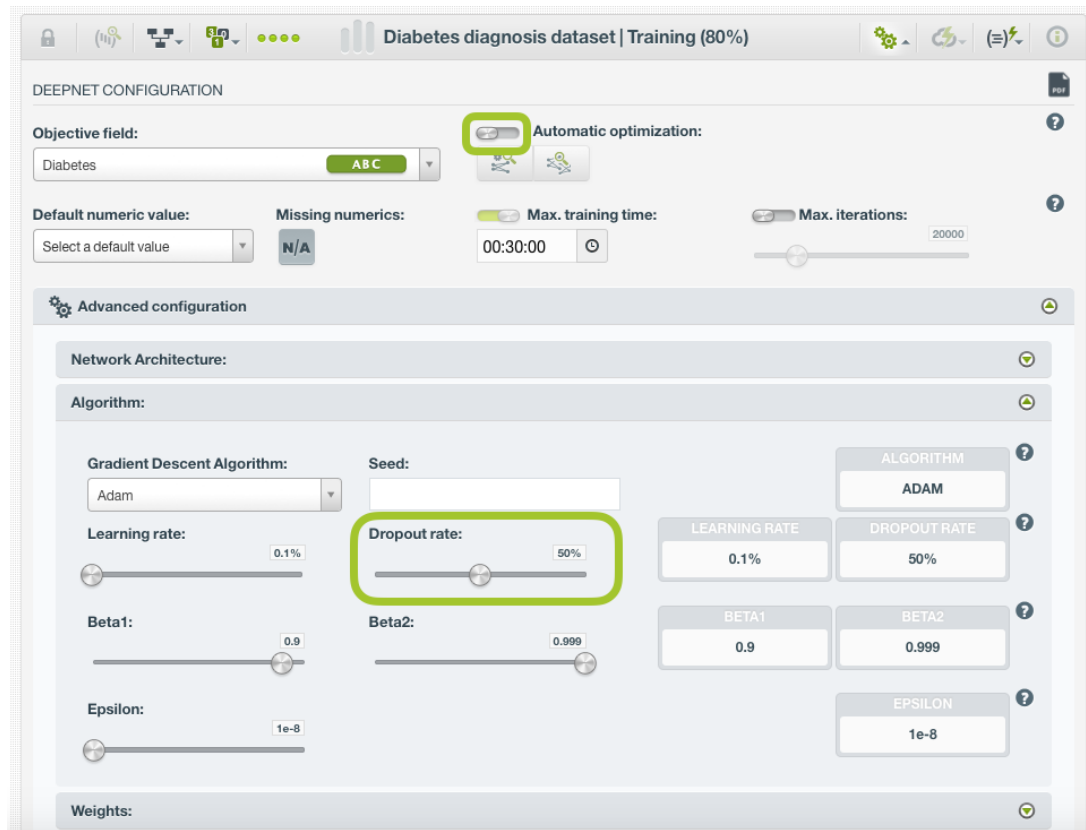 Diabetes diagnosis dataset | Training (80%)
DEEPNET CONFIGURATION
PDF
Objective field:
Automatic optimization:
Diabetes
ABC
Default numeric value:
Missing numerics:
Max. training time:
Max. iterations:
Select a default value
N/A
00:30:00
20000
Advanced configuration
Network Architecture:
Algorithm:
Gradient Descent Algorithm:
Seed:
ALGORITHM
Adam
ADAM
Learning rate:
Dropout rate:
LEARNING RATE
DROPOUT RATE
0.1%
50%
0.1%
50%
Beta1:
Beta2:
BETA1
BETA2
0.9
0.999
0.9
0.999
Epsilon:
EPSILON
1e-8
1e-8
Weights: